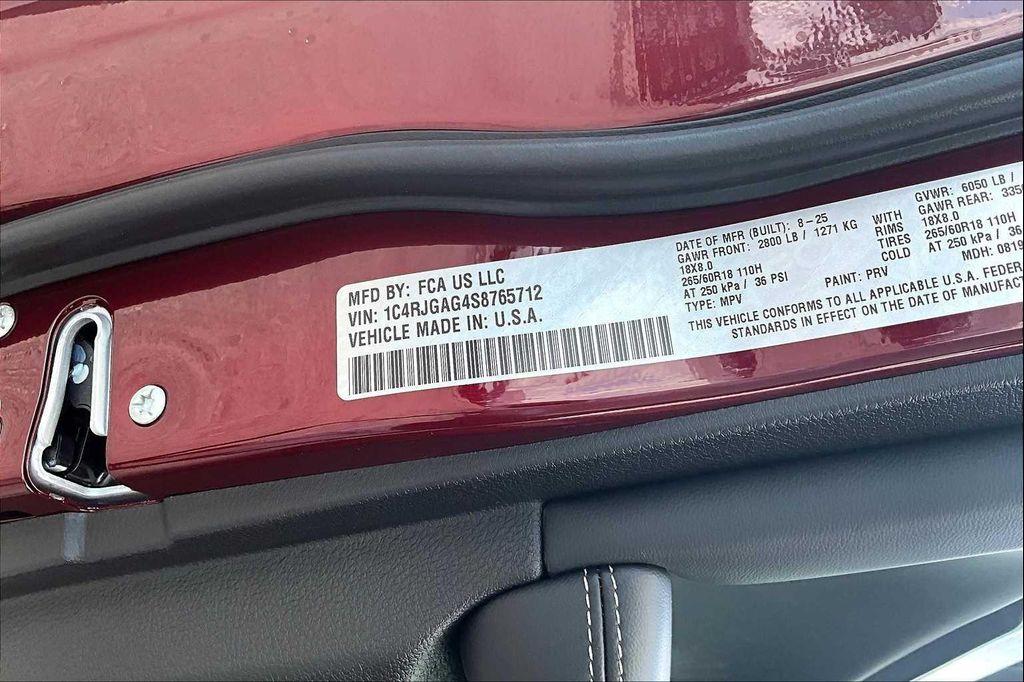 MFD BY: FCA US LLC
VIN: 1C4RJGAG4S8765712
VEHICLE MADE IN: U.S.A.
DATE OF MFR (BUILT): 8-25
GAWR FRONT: 2800 LB / 1271 KG
18X8.0
265/60R18 110H
AT 250 kPa / 36 PSI
TYPE: MPV
PAINT: PRV
WITH
RIMS
TIRES
COLD
GVWR: 6050 LB /
GAWR REAR: 335
18X8.0
265/60R18 110H
AT 250 kPa / 36
MDH: 0819
THIS VEHICLE CONFORMS TO ALL APPLICABLE U.S.A. FEDER
STANDARDS IN EFFECT ON THE DATE OF MANUFACT